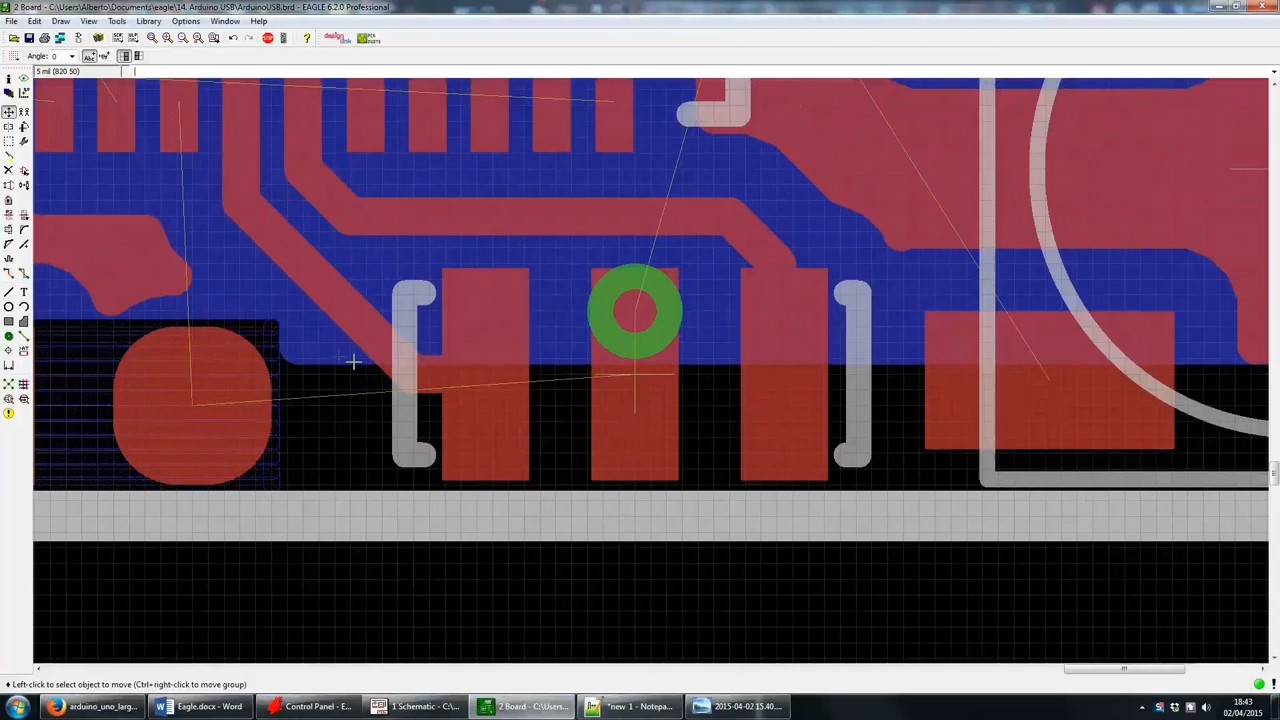 2 Board - C:\Users\Alberto\Documents\eagle\14. Arduino USB\ArduinoUSB.brd - EAGLE 6.2.0 Professional
File Edit Draw View Tools Library Options Window Help
Angle: 0
5 mil (820 50)
Left-click to select object to move (Ctrl+right-click to move group)
arduino_uno_larg...
Eagle.docx - Word
Control Panel - E...
1 Schematic - C:\...
2 Board - C:\Users...
*new 1 - Notepa...
2015-04-02 15.40....
18:43
02/04/2015